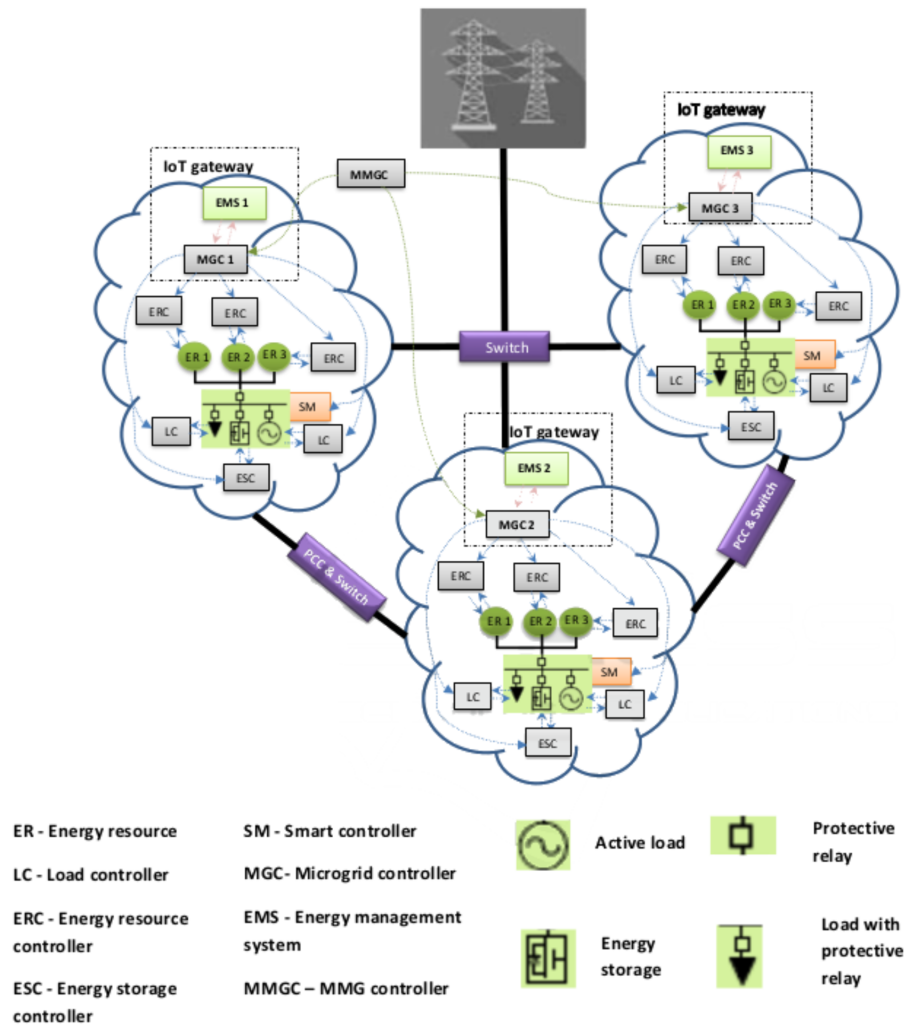 IoT gateway
EMS 3
MGC 3
ERC
ERC
ER 1
ER 2
ER 3
ERC
SM
LC
LC
ESC
MMGC
IoT gateway
EMS 1
MGC 1
ERC
ERC
ER 1
ER 2
ER 3
ERC
SM
LC
LC
ESC
Switch
IoT gateway
EMS 2
MGC 2
ERC
ERC
ER 1
ER 2
ER 3
ERC
SM
LC
LC
ESC
PCC & Switch
PCC & Switch
ER - Energy resource
LC - Load controller
ERC - Energy resource
controller
ESC - Energy storage
controller
SM - Smart controller
MGC- Microgrid controller
EMS - Energy management
system
MMGC – MMG controller
Active load
Energy
storage
Protective
relay
Load with
protective
relay